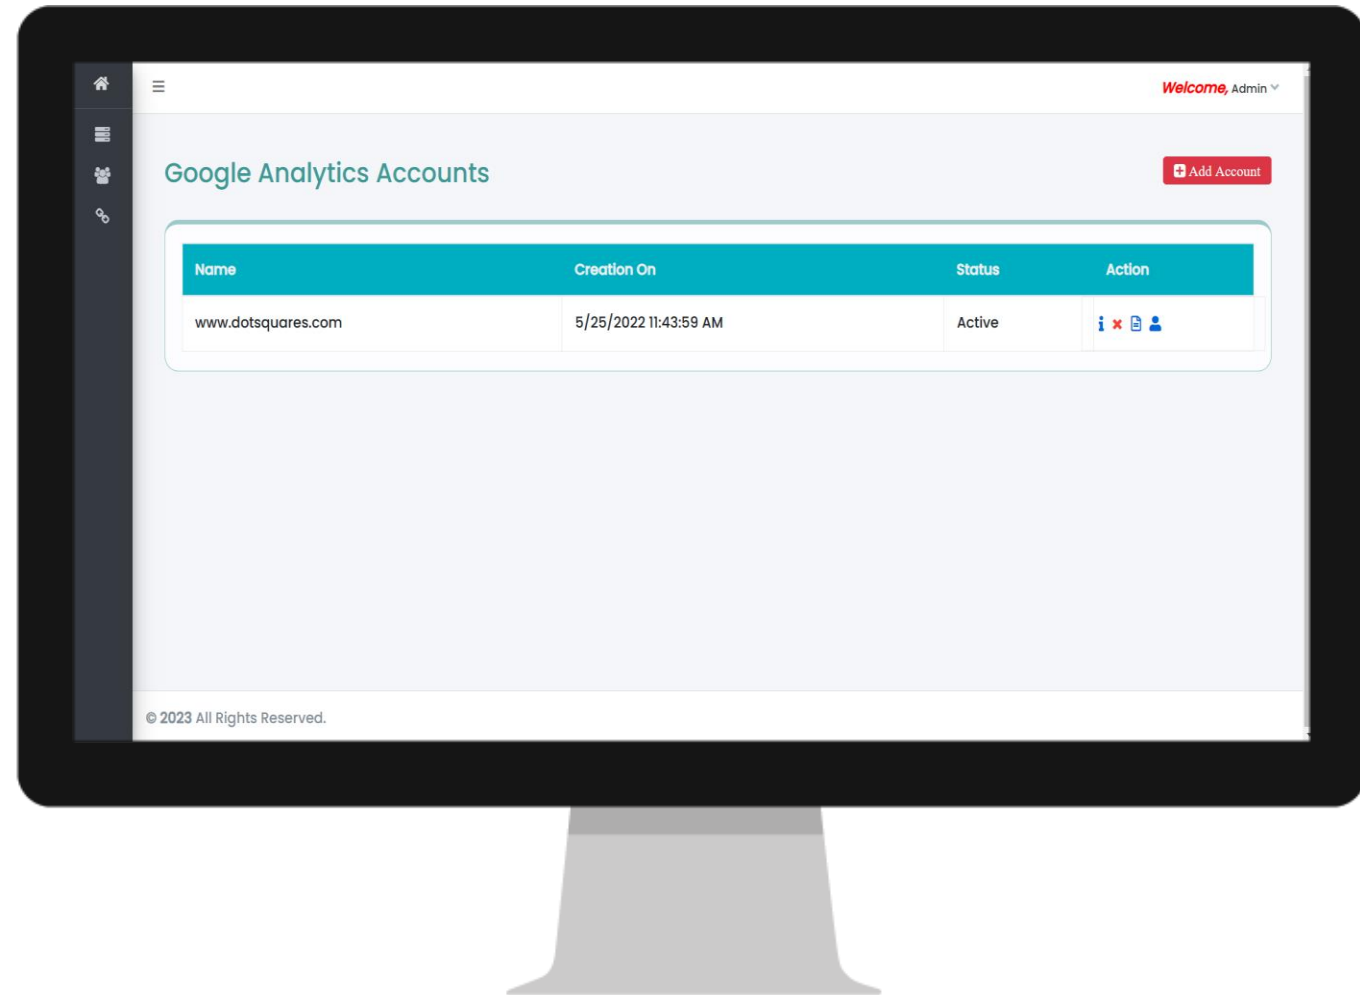 Welcome, Admin
Google Analytics Accounts
Add Account
Name Creation On Status Action
www.dotsquares.com 5/25/2022 11:43:59 AM Active
© 2023 All Rights Reserved.